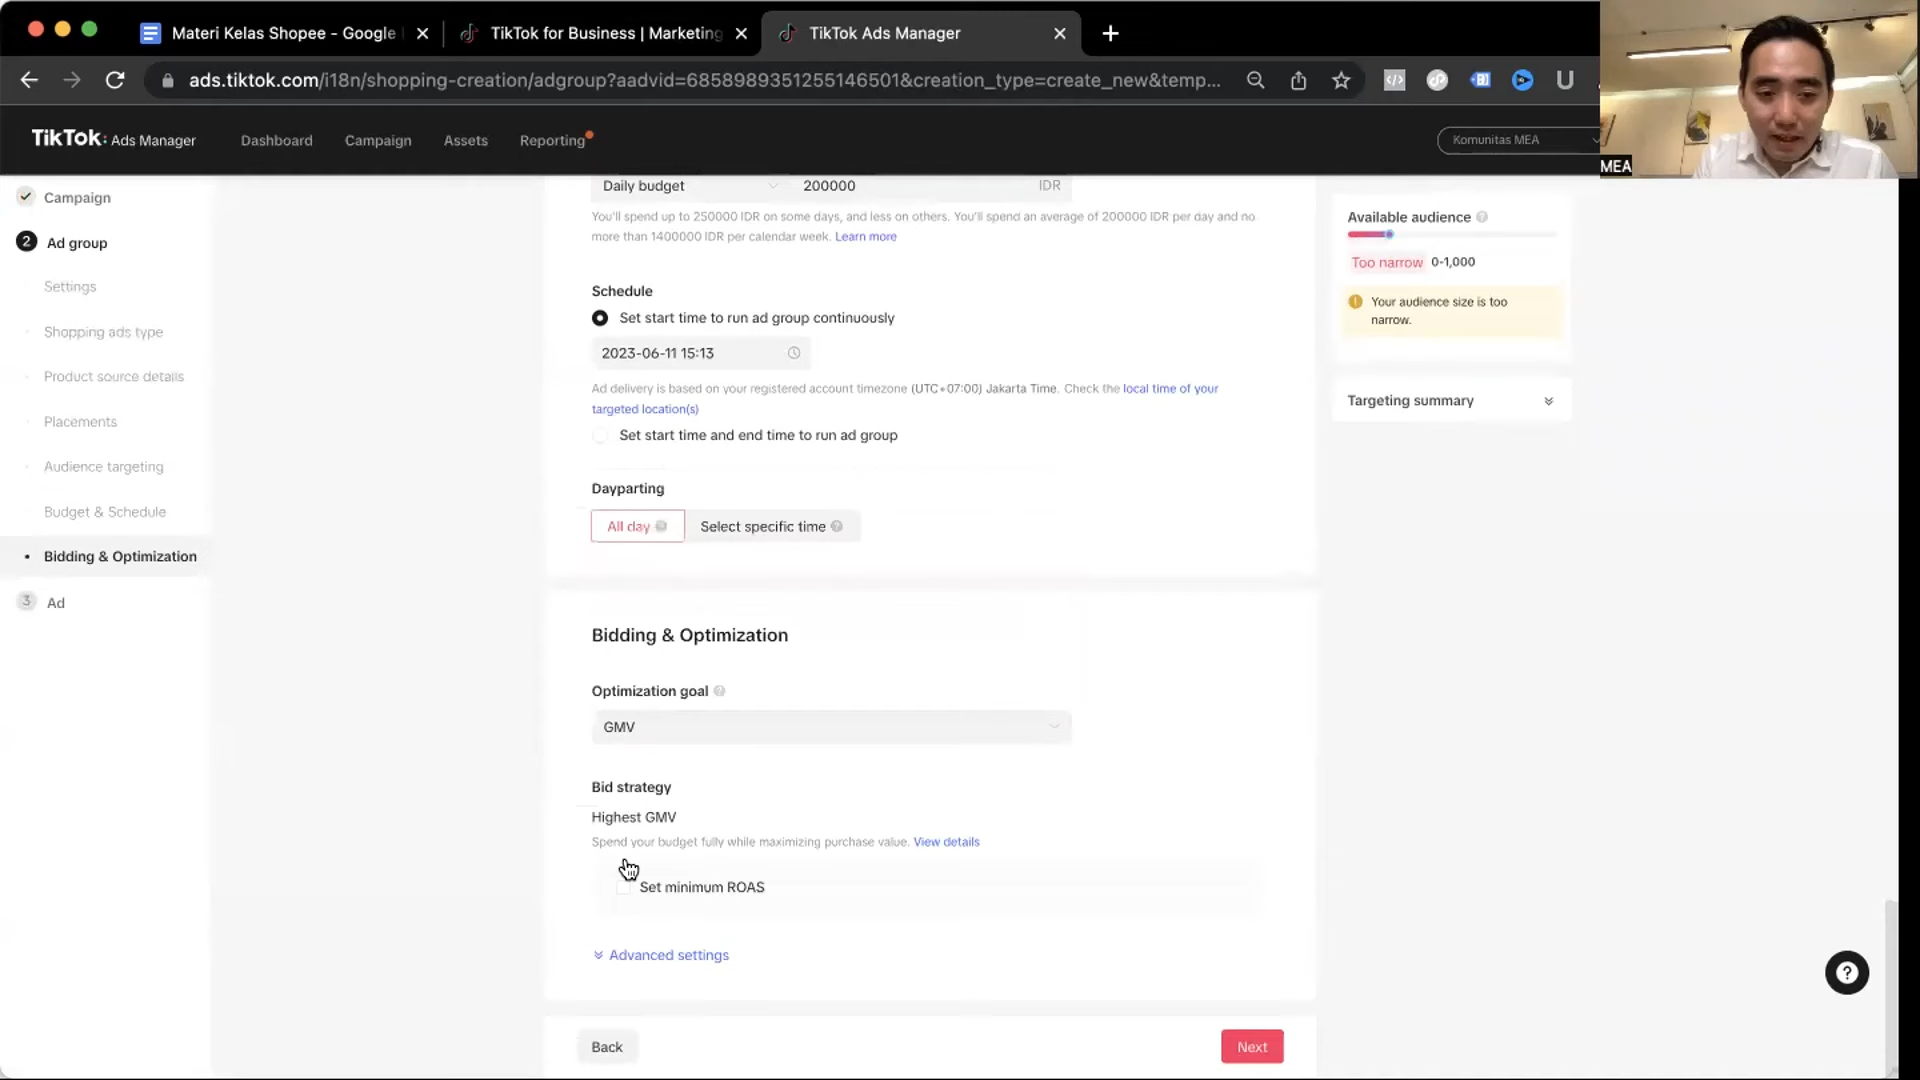 Materi Kelas Shopee - Google
TikTok for Business | Marketing
TikTok Ads Manager
ads.tiktok.com/i18n/shopping-creation/adgroup?aadvid=6858989351255146501&creation_type=create_new&temp...
TikTok: Ads Manager
Dashboard
Campaign
Assets
Reporting
Komunitas MEA
MEA
Campaign
2 Ad group
Settings
Shopping ads type
Product source details
Placements
Audience targeting
Budget & Schedule
Bidding & Optimization
3 Ad
Daily budget 200000 IDR
You'll spend up to 250000 IDR on some days, and less on others. You'll spend an average of 200000 IDR per day and no
more than 1400000 IDR per calendar week. Learn more
Schedule
Set start time to run ad group continuously
2023-06-11 15:13
Ad delivery is based on your registered account timezone (UTC+07:00) Jakarta Time. Check the local time of your
targeted location(s)
Set start time and end time to run ad group
Dayparting
All day Select specific time
Bidding & Optimization
Optimization goal
GMV
Bid strategy
Highest GMV
Spend your budget fully while maximizing purchase value. View details
Set minimum ROAS
Advanced settings
Back
Next
Available audience
Too narrow 0-1,000
Your audience size is too
narrow.
Targeting summary